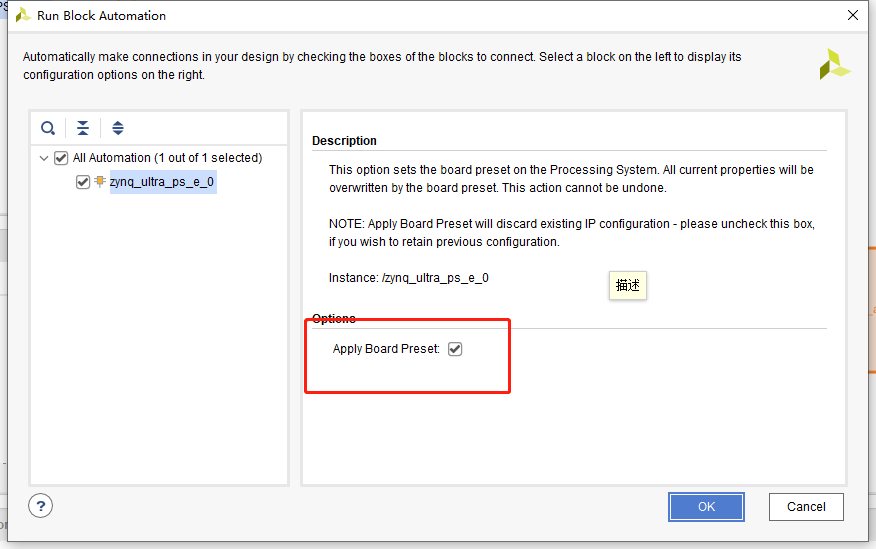 Run Block Automation
Automatically make connections in your design by checking the boxes of the blocks to connect. Select a block on the left to display its
configuration options on the right.
All Automation (1 out of 1 selected)
zynq_ultra_ps_e_0
Description
This option sets the board preset on the Processing System. All current properties will be
overwritten by the board preset. This action cannot be undone.
NOTE: Apply Board Preset will discard existing IP configuration - please uncheck this box,
if you wish to retain previous configuration.
Instance: /zynq_ultra_ps_e_0
描述
Options
Apply Board Preset:
?
OK
Cancel